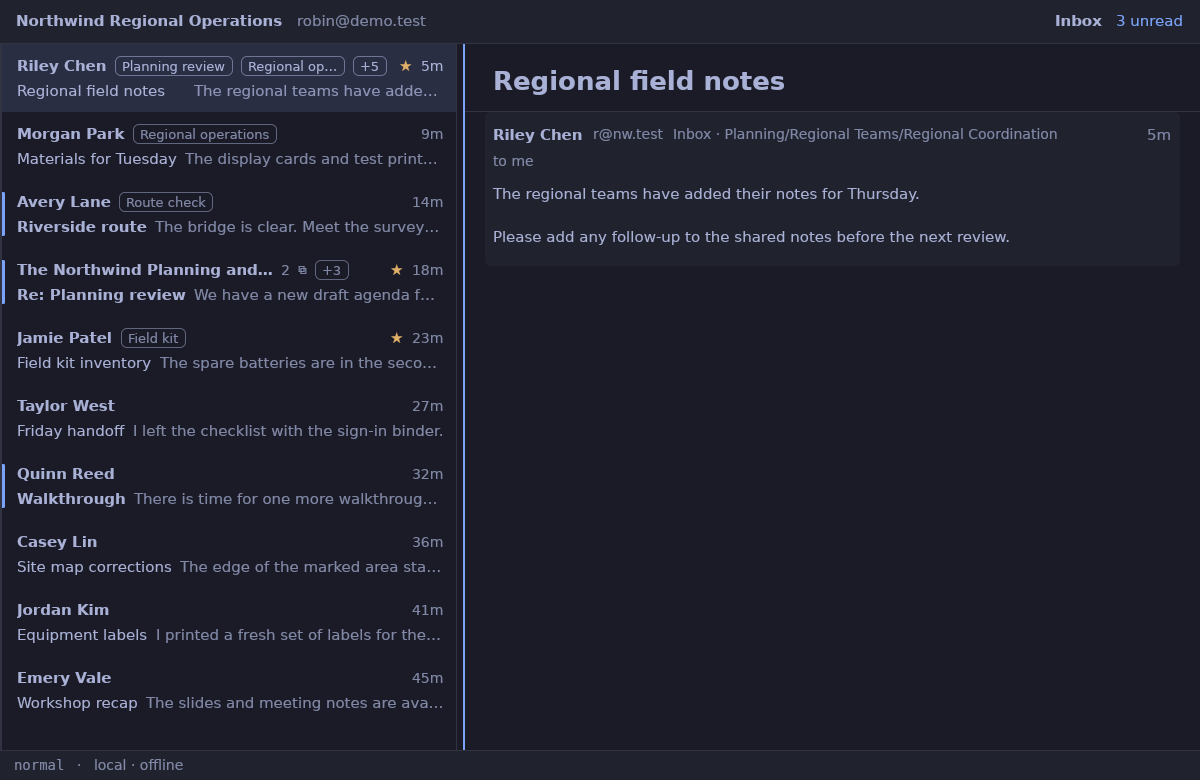 Northwind Regional Operations robin@demo.test Inbox 3 unread
Riley Chen Planning review Regional op… +5 ★ 5m
Regional field notes The regional teams have adde…
Morgan Park Regional operations 9m
Materials for Tuesday The display cards and test print…
Avery Lane Route check 14m
Riverside route The bridge is clear. Meet the survey…
The Northwind Planning and… 2 +3 ★ 18m
Re: Planning review We have a new draft agenda f…
Jamie Patel Field kit ★ 23m
Field kit inventory The spare batteries are in the seco…
Taylor West 27m
Friday handoff I left the checklist with the sign-in binder.
Quinn Reed 32m
Walkthrough There is time for one more walkthroug…
Casey Lin 36m
Site map corrections The edge of the marked area sta…
Jordan Kim 41m
Equipment labels I printed a fresh set of labels for the…
Emery Vale 45m
Workshop recap The slides and meeting notes are ava…
Regional field notes
Riley Chen r@nw.test Inbox · Planning/Regional Teams/Regional Coordination 5m
to me
The regional teams have added their notes for Thursday.
Please add any follow-up to the shared notes before the next review.
normal · local · offline